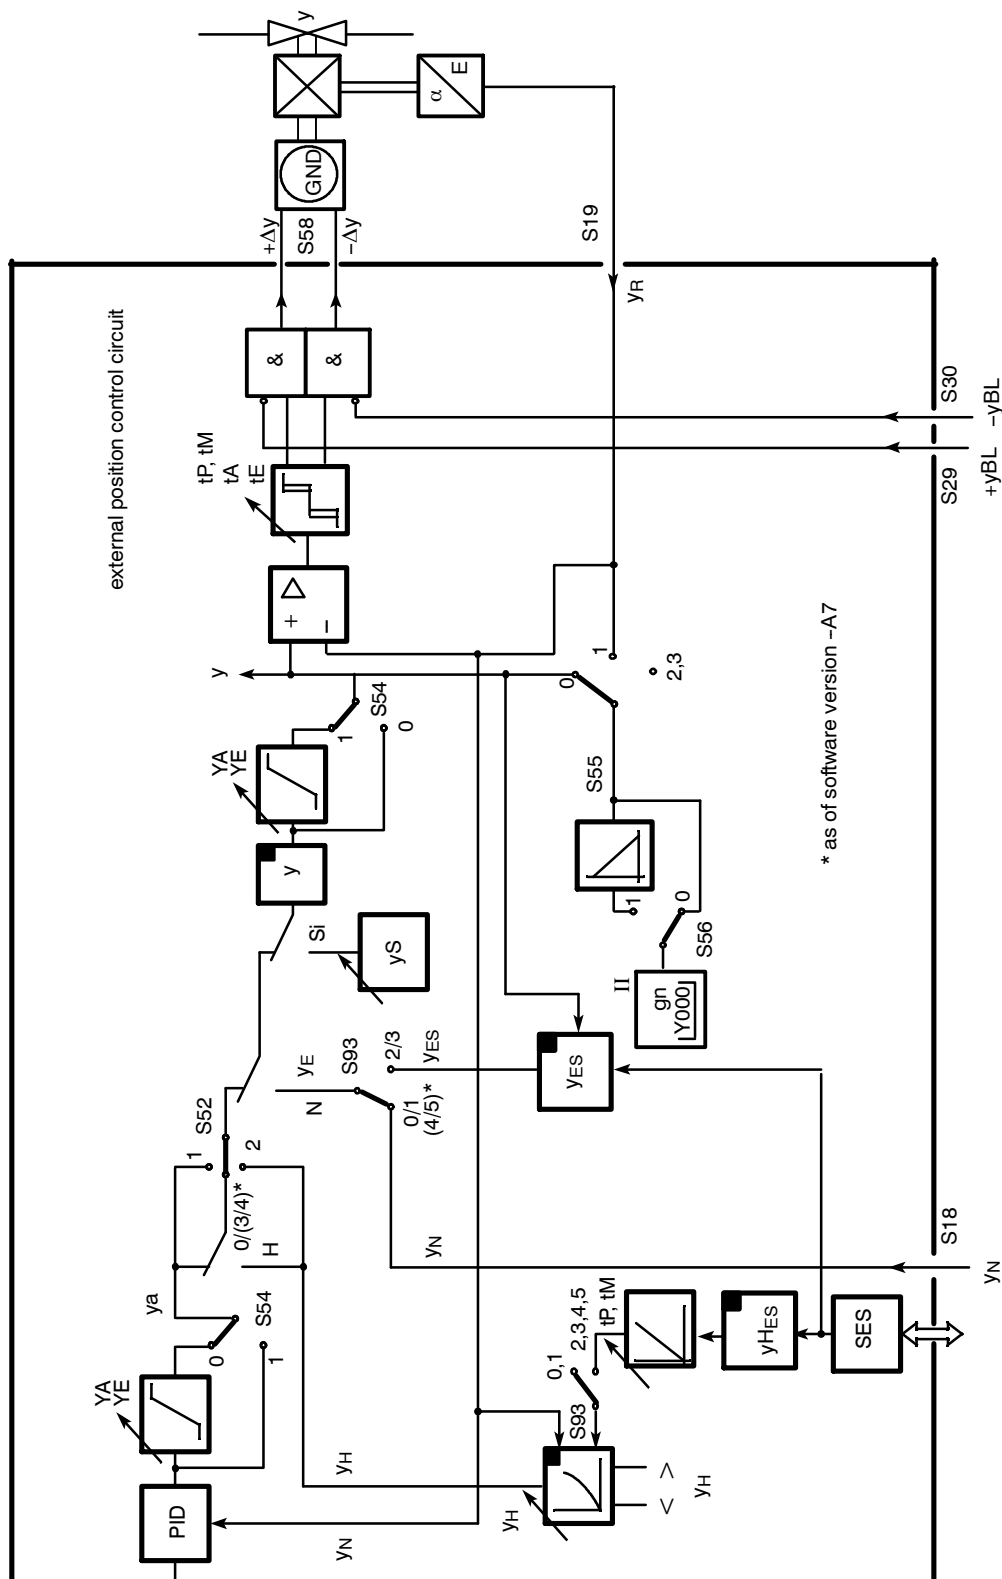 external position control circuit
PID
YA
YE
ya
0
1
S54
yN
yH
0/(3/4)*
H
1
2
S52
N
yE
S93
0/1
(4/5)*
2/3
yES
Si
yS
y
YA
YE
1
0
S54
y
+
−
tP, tM
tA
tE
&
&
+Δy
S58
−Δy
GND
y
α
E
S19
yR
yH
S93
0,1
2,3,4,5
tP, tM
< >
yH
yHES
SES
yN
yN
S18
yES
II
gn
Y000
S56
1
0
S55
0
1
2,3
* as of software version −A7
S29
+yBL
S30
−yBL